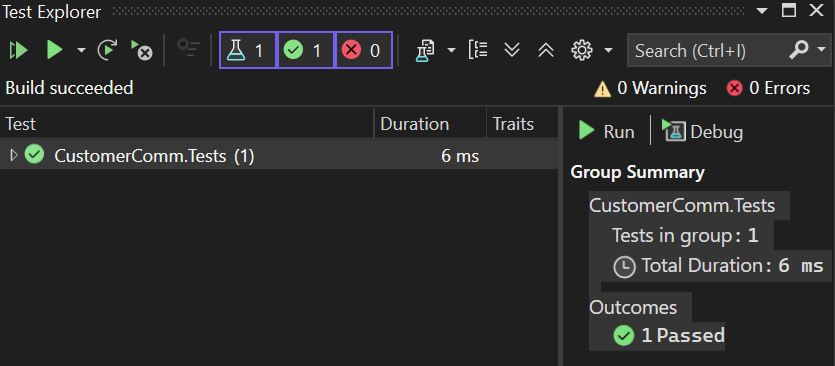 Test Explorer
1 1 0 Search (Ctrl+I)
Build succeeded 0 Warnings 0 Errors
Test Duration Traits
CustomerComm.Tests (1) 6 ms
Run Debug
Group Summary
CustomerComm.Tests
Tests in group: 1
Total Duration: 6 ms
Outcomes
1 Passed